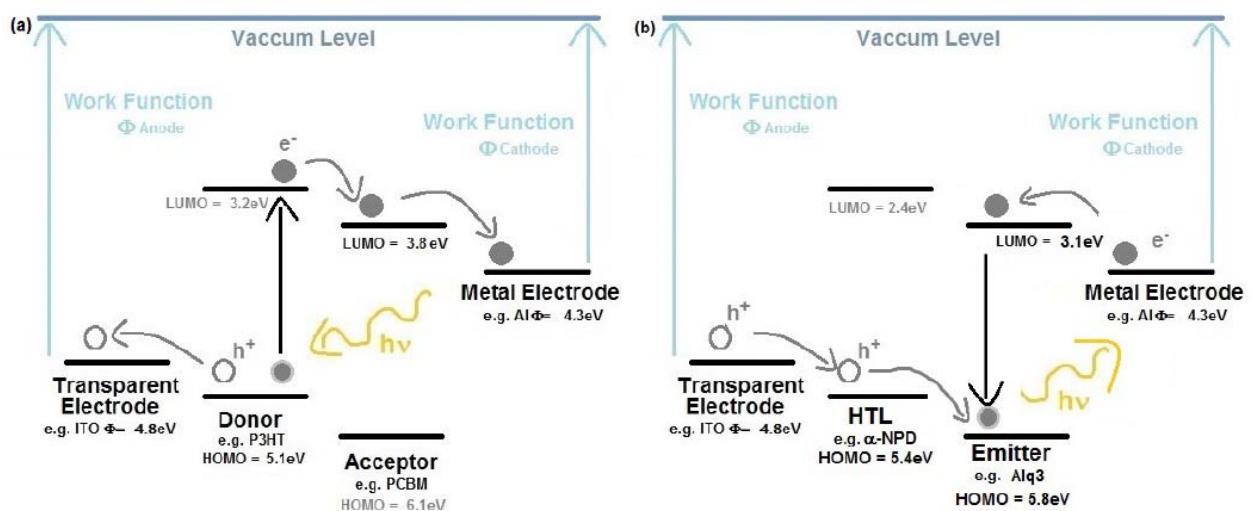 (a)
Vaccum Level
Work Function
Φ Anode
Work Function
Φ Cathode
e-
LUMO = 3.2eV
LUMO = 3.8eV
Metal Electrode
e.g. Al Φ= 4.3eV
hν
h+
Transparent
Electrode
e.g. ITO Φ= 4.8eV
Donor
e.g. P3HT
HOMO = 5.1eV
Acceptor
e.g. PCBM
HOMO = 6.1eV
(b)
Vaccum Level
Work Function
Φ Anode
Work Function
Φ Cathode
LUMO = 2.4eV
LUMO = 3.1eV
e-
Metal Electrode
e.g. Al Φ= 4.3eV
h+
h+
hν
Transparent
Electrode
e.g. ITO Φ= 4.8eV
HTL
e.g. α-NPD
HOMO = 5.4eV
Emitter
e.g. Alq3
HOMO = 5.8eV